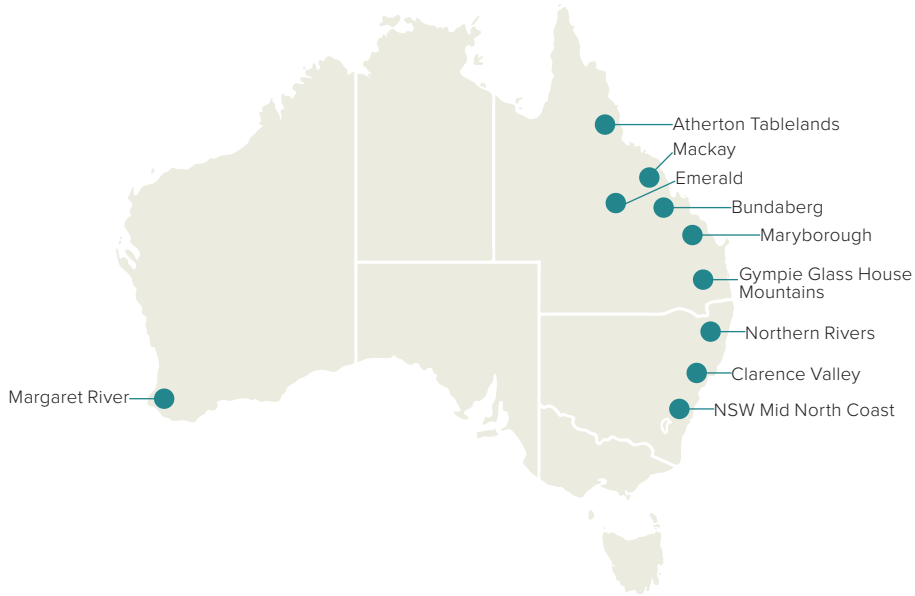 Atherton Tablelands
Mackay
Emerald
Bundaberg
Maryborough
Gympie Glass House
Mountains
Northern Rivers
Clarence Valley
Margaret River
NSW Mid North Coast